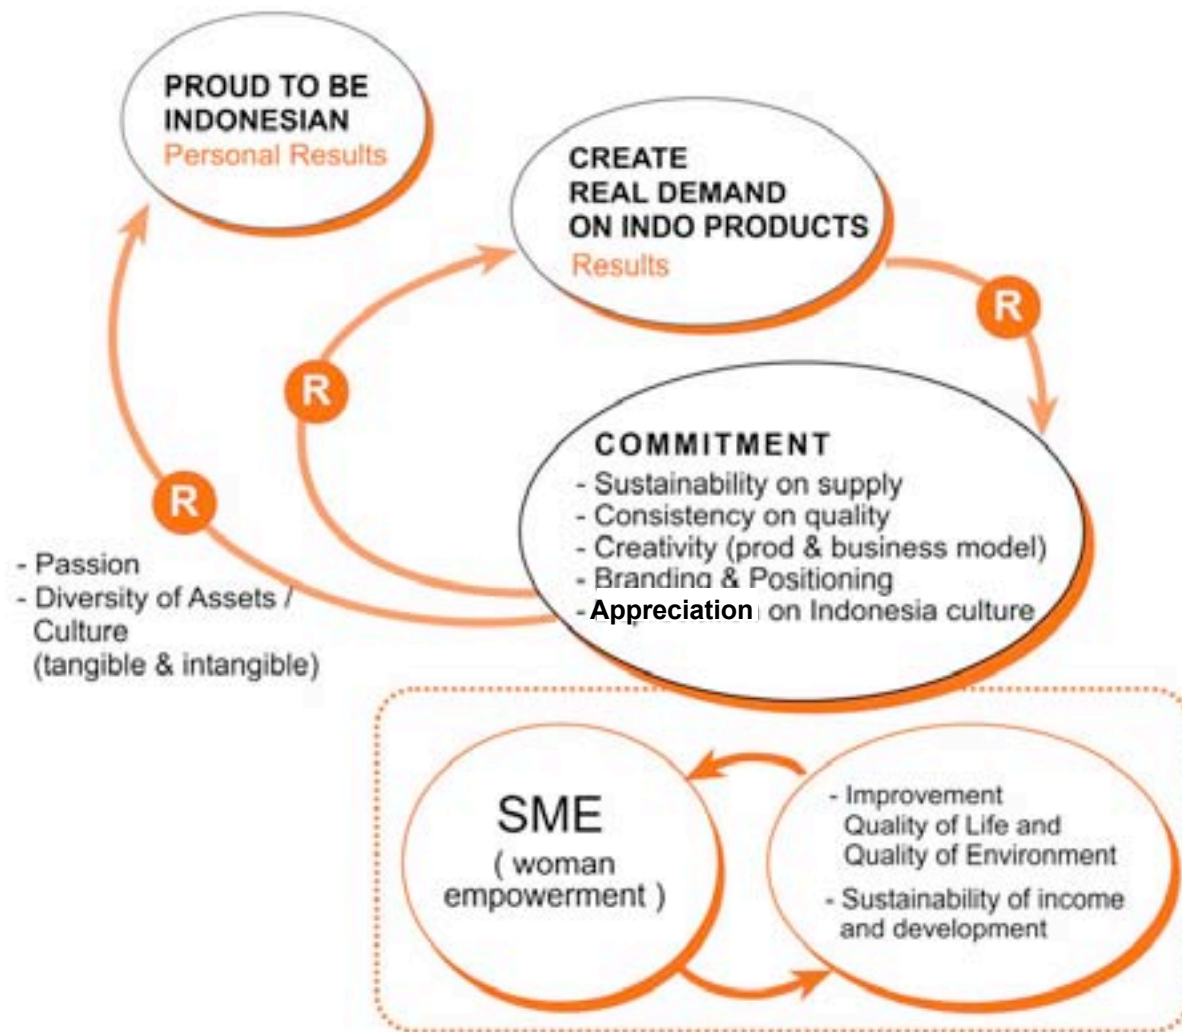 PROUD TO BE
INDONESIAN
Personal Results
CREATE
REAL DEMAND
ON INDO PRODUCTS
Results
R
R
R
COMMITMENT
- Sustainability on supply
- Consistency on quality
- Creativity (prod & business model)
- Branding & Positioning
- Appreciation on Indonesia culture
- Passion
- Diversity of Assets /
Culture
(tangible & intangible)
SME
( woman
empowerment )
- Improvement
Quality of Life and
Quality of Environment
- Sustainability of income
and development